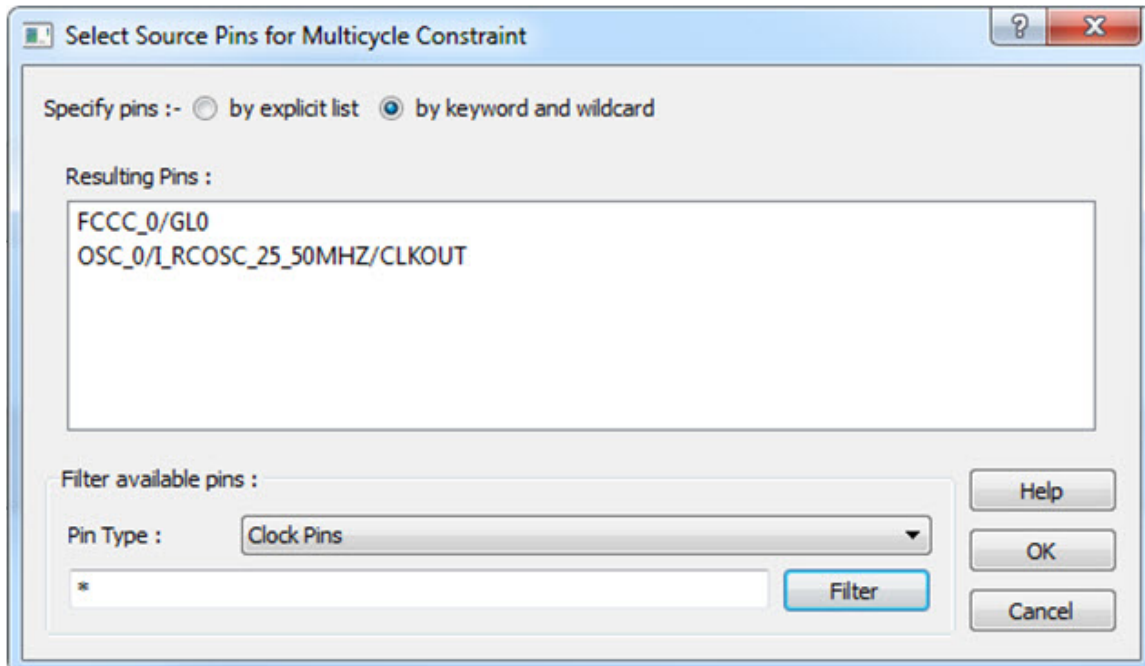 Select Source Pins for Multicycle Constraint
Specify pins :- by explicit list by keyword and wildcard
Resulting Pins :
FCCC_0/GL0
OSC_0/I_RCOSC_25_50MHZ/CLKOUT
Filter available pins :
Help
Pin Type : Clock Pins
OK
* Filter
Cancel